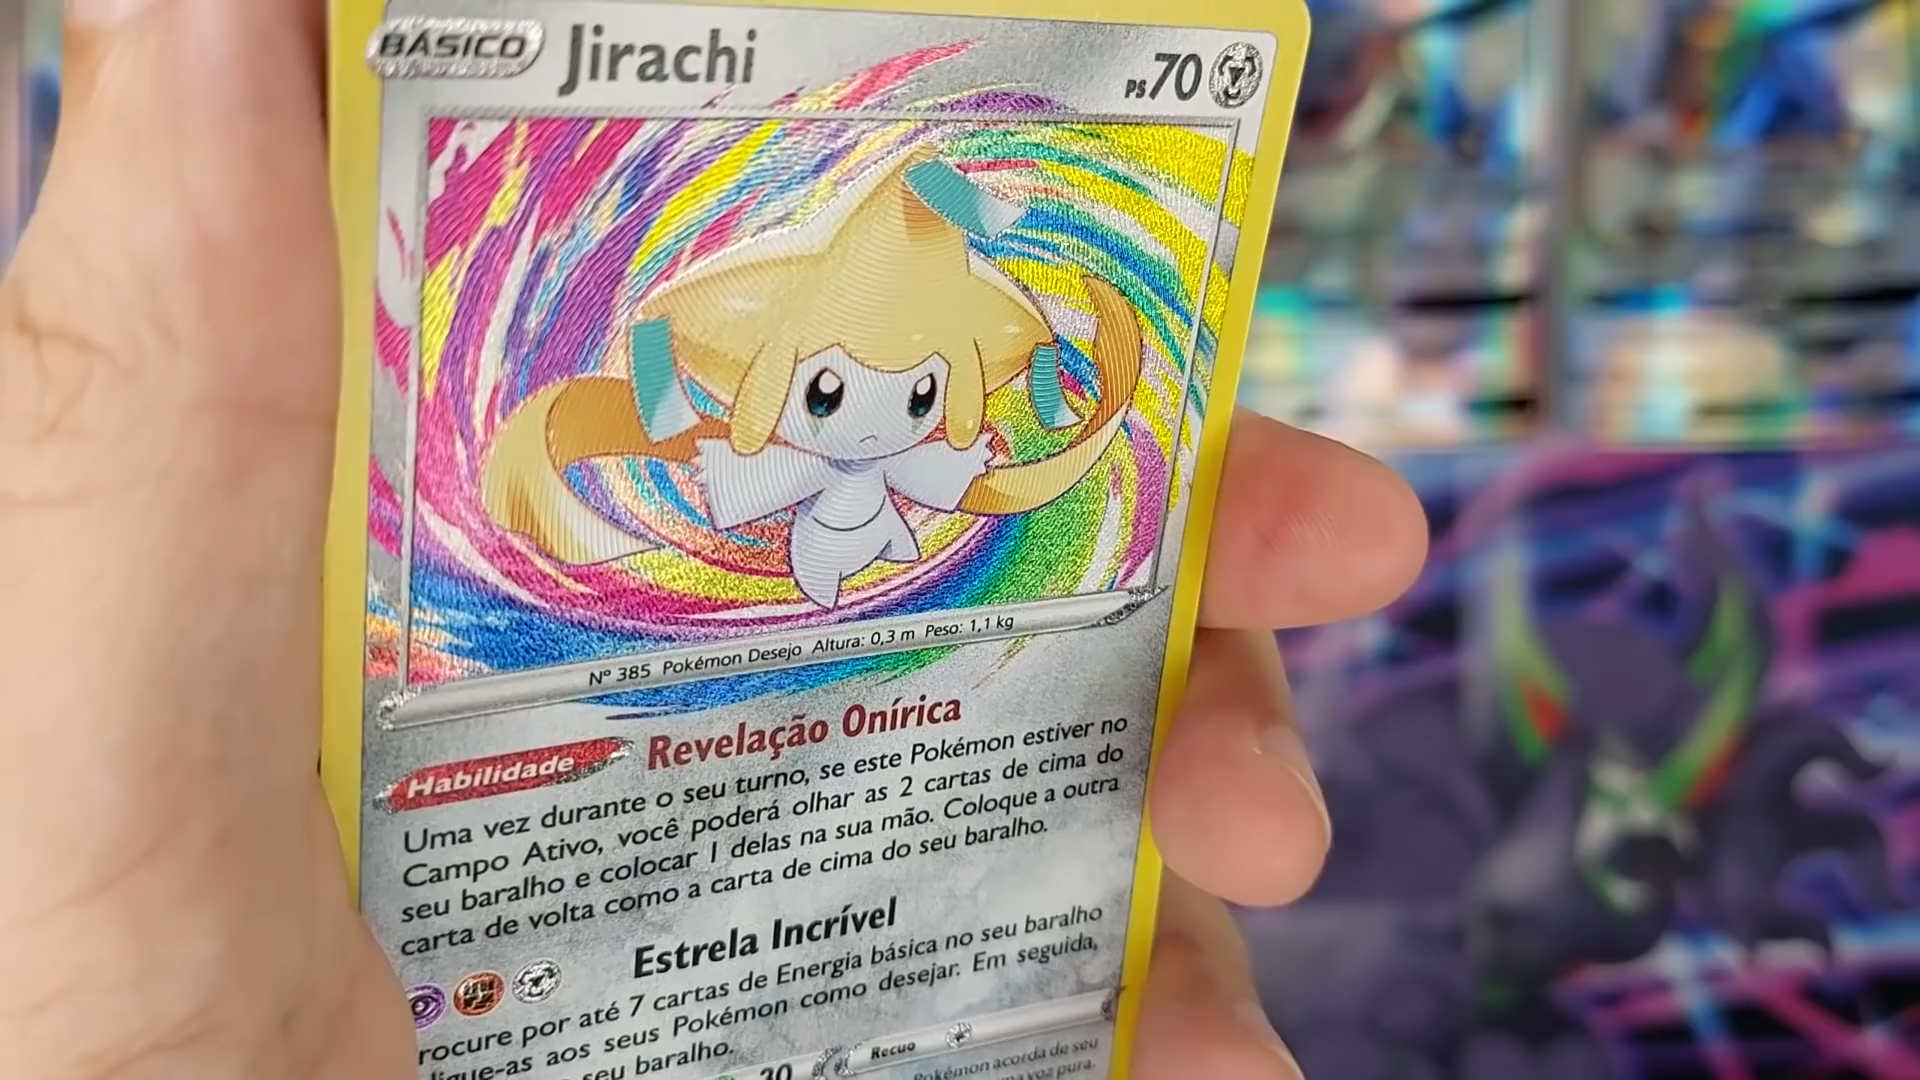 BÁSICO Jirachi PS 70
Nº 385 Pokémon Desejo Altura: 0,3 m Peso: 1,1 kg
Habilidade Revelação Onírica
Uma vez durante o seu turno, se este Pokémon estiver no
Campo Ativo, você poderá olhar as 2 cartas de cima do
seu baralho e colocar 1 delas na sua mão. Coloque a outra
carta de volta como a carta de cima do seu baralho.
Estrela Incrível
rocure por até 7 cartas de Energia básica no seu baralho
ligue-as aos seus Pokémon como desejar. Em seguida,
seu baralho.
30 Recuo
Pokémon acorda de seu
voz pura.